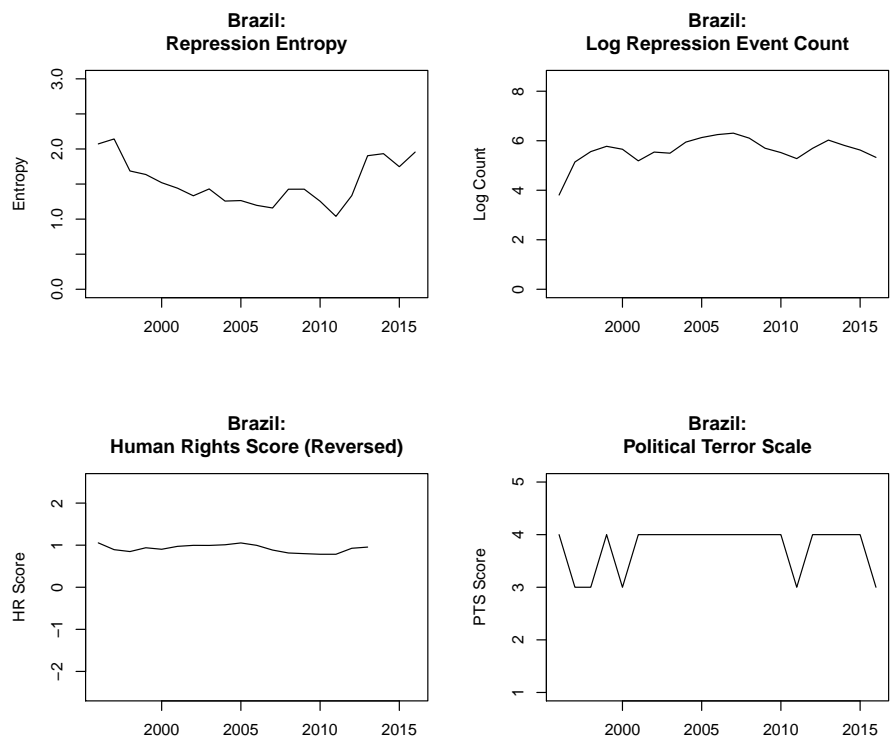 Brazil:
Repression Entropy
Entropy
3.0
2.0
1.0
0.0
2000 2005 2010 2015
Brazil:
Log Repression Event Count
Log Count
8
6
4
2
0
2000 2005 2010 2015
Brazil:
Human Rights Score (Reversed)
HR Score
2
1
0
−1
−2
2000 2005 2010 2015
Brazil:
Political Terror Scale
PTS Score
5
4
3
2
1
2000 2005 2010 2015